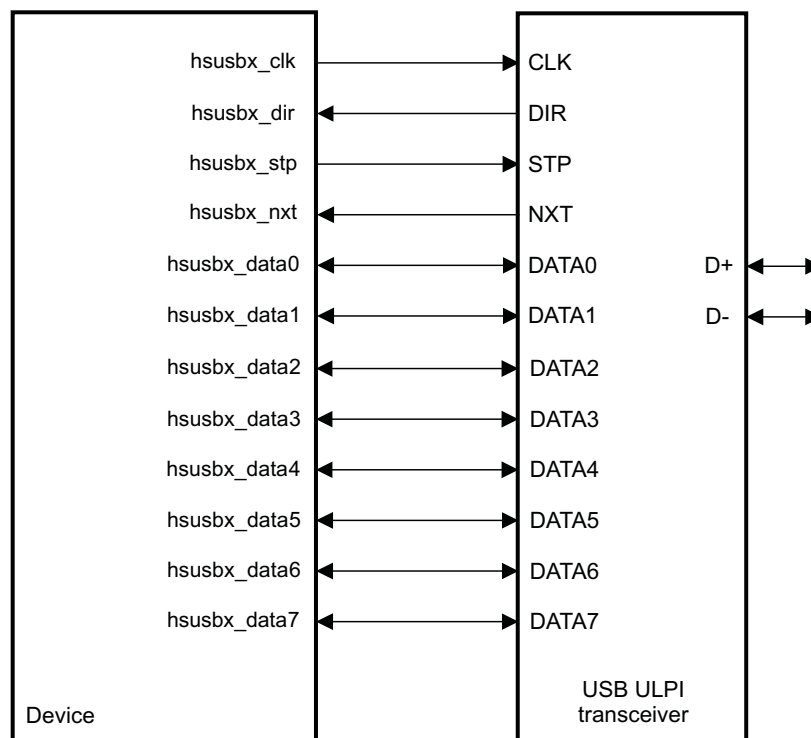 hsusbx_clk CLK
hsusbx_dir DIR
hsusbx_stp STP
hsusbx_nxt NXT
hsusbx_data0 DATA0 D+
hsusbx_data1 DATA1 D-
hsusbx_data2 DATA2
hsusbx_data3 DATA3
hsusbx_data4 DATA4
hsusbx_data5 DATA5
hsusbx_data6 DATA6
hsusbx_data7 DATA7
Device
USB ULPI
transceiver